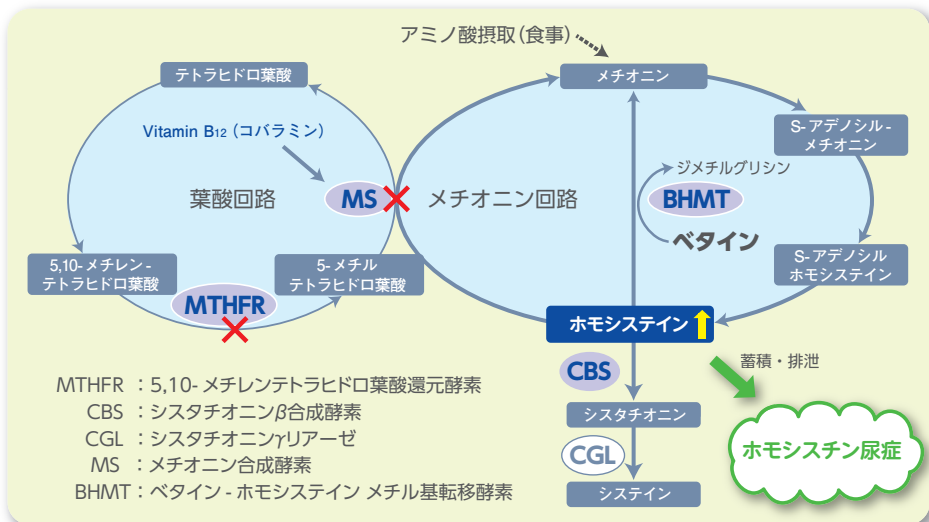 アミノ酸摂取(食事)
テトラヒドロ葉酸
メチオニン
Vitamin B12 (コバラミン)
S-アデノシル-
メチオニン
ジメチルグリシン
葉酸回路
MS
メチオニン回路
BHMT
ベタイン
5,10-メチレン-
テトラヒドロ葉酸
5-メチル
テトラヒドロ葉酸
S-アデノシル
ホモシステイン
MTHFR
ホモシステイン
蓄積・排泄
CBS
MTHFR:5,10-メチレンテトラヒドロ葉酸還元酵素
CBS:シスタチオニンβ合成酵素
シスタチオニン
CGL:シスタチオニンγリアーゼ
CGL
ホモシスチン尿症
MS:メチオニン合成酵素
BHMT:ベタイン-ホモシステイン メチル基転移酵素
システイン